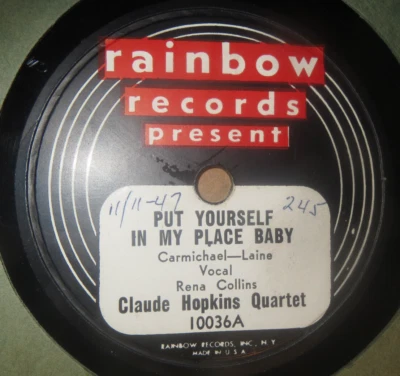 rainbow
records
present
11/11-47 245
PUT YOURSELF
IN MY PLACE BABY
Carmichael—Laine
Vocal
Rena Collins
Claude Hopkins Quartet
10036A
RAINBOW RECORDS, INC., N. Y.
MADE IN U.S.A.